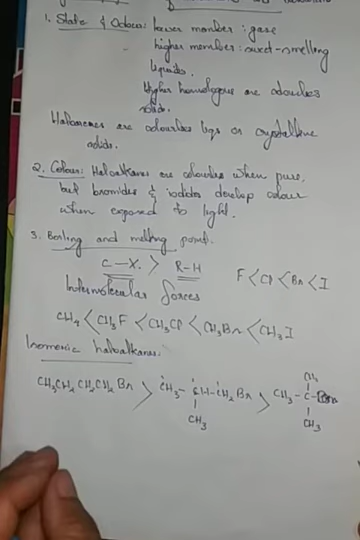 1. State & Odour: lower member: gase
higher member: sweet-smelling
liquids.
Higher homologous are odourless
solids.
Haloarenes are odourless liqs or crystalline
solids.
2. Colour: Haloalkanes are colourless when pure,
but bromides & iodides develop colour
when exposed to light.
3. Boiling and melting point.
C-X > R-H
F < Cl < Br < I
Intermolecular forces
CH4 < CH3F < CH3Cl < CH3Br < CH3I
Isomeric haloalkanes
CH3
CH3CH2CH2CH2Br > CH3-CH-CH2Br > CH3-C-Br
CH3 CH3